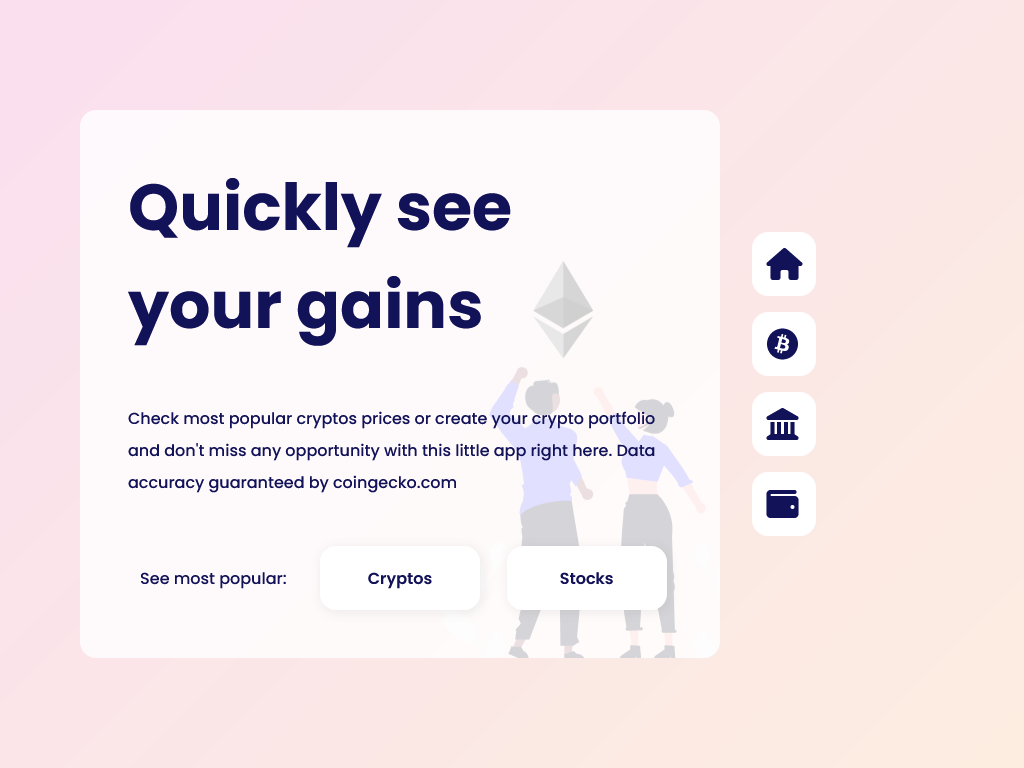 Quickly see
your gains
Check most popular cryptos prices or create your crypto portfolio
and don't miss any opportunity with this little app right here. Data
accuracy guaranteed by coingecko.com
See most popular:
Cryptos
Stocks